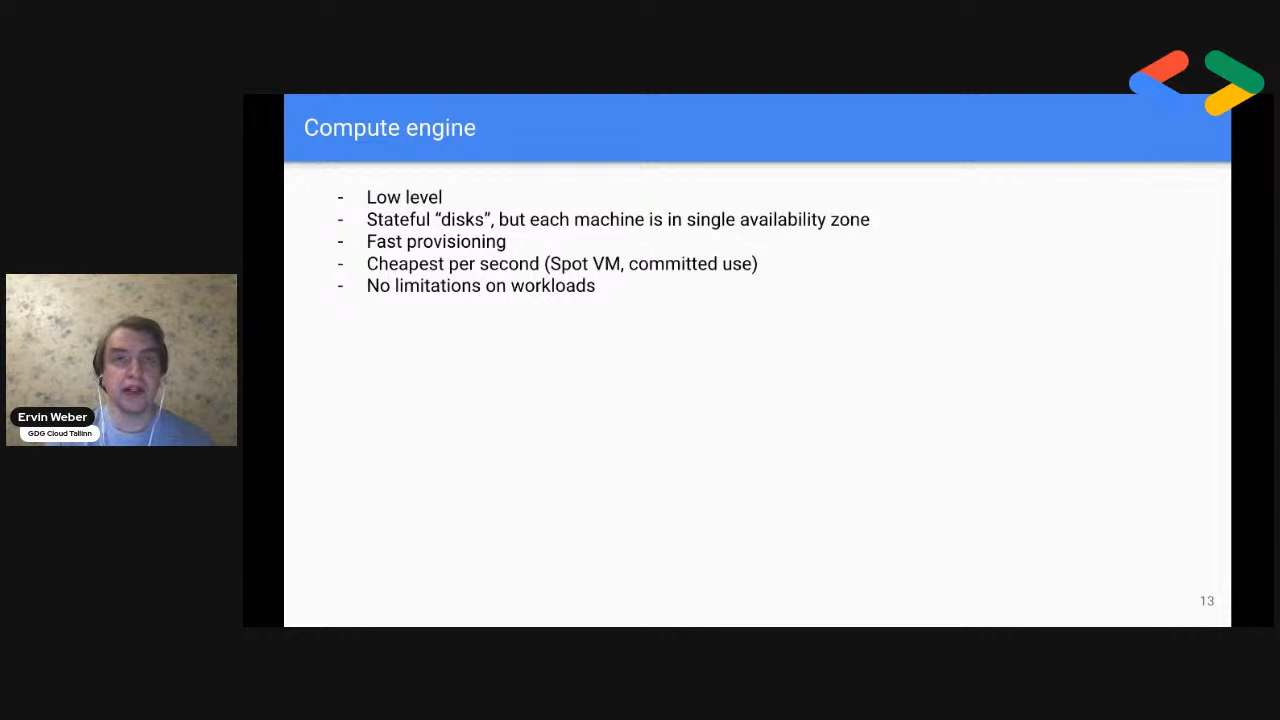 Compute engine
- Low level
- Stateful “disks”, but each machine is in single availability zone
- Fast provisioning
- Cheapest per second (Spot VM, committed use)
- No limitations on workloads
Ervin Weber
GDG Cloud Tallinn
13